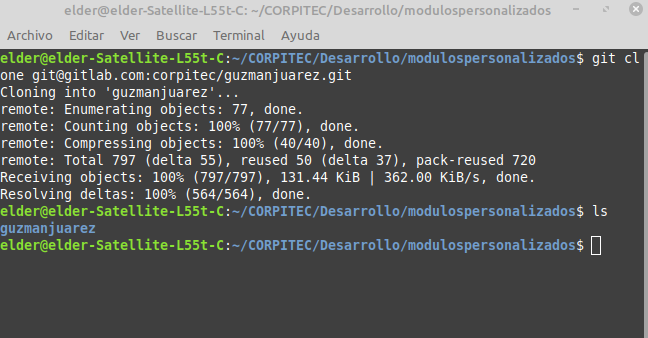 elder@elder-Satellite-L55t-C: ~/CORPITEC/Desarrollo/modulospersonalizados
Archivo Editar Ver Buscar Terminal Ayuda
elder@elder-Satellite-L55t-C:~/CORPITEC/Desarrollo/modulospersonalizados$ git cl
one git@gitlab.com:corpitec/guzmanjuarez.git
Cloning into 'guzmanjuarez'...
remote: Enumerating objects: 77, done.
remote: Counting objects: 100% (77/77), done.
remote: Compressing objects: 100% (40/40), done.
remote: Total 797 (delta 55), reused 50 (delta 37), pack-reused 720
Receiving objects: 100% (797/797), 131.44 KiB | 362.00 KiB/s, done.
Resolving deltas: 100% (564/564), done.
elder@elder-Satellite-L55t-C:~/CORPITEC/Desarrollo/modulospersonalizados$ ls
guzmanjuarez
elder@elder-Satellite-L55t-C:~/CORPITEC/Desarrollo/modulospersonalizados$